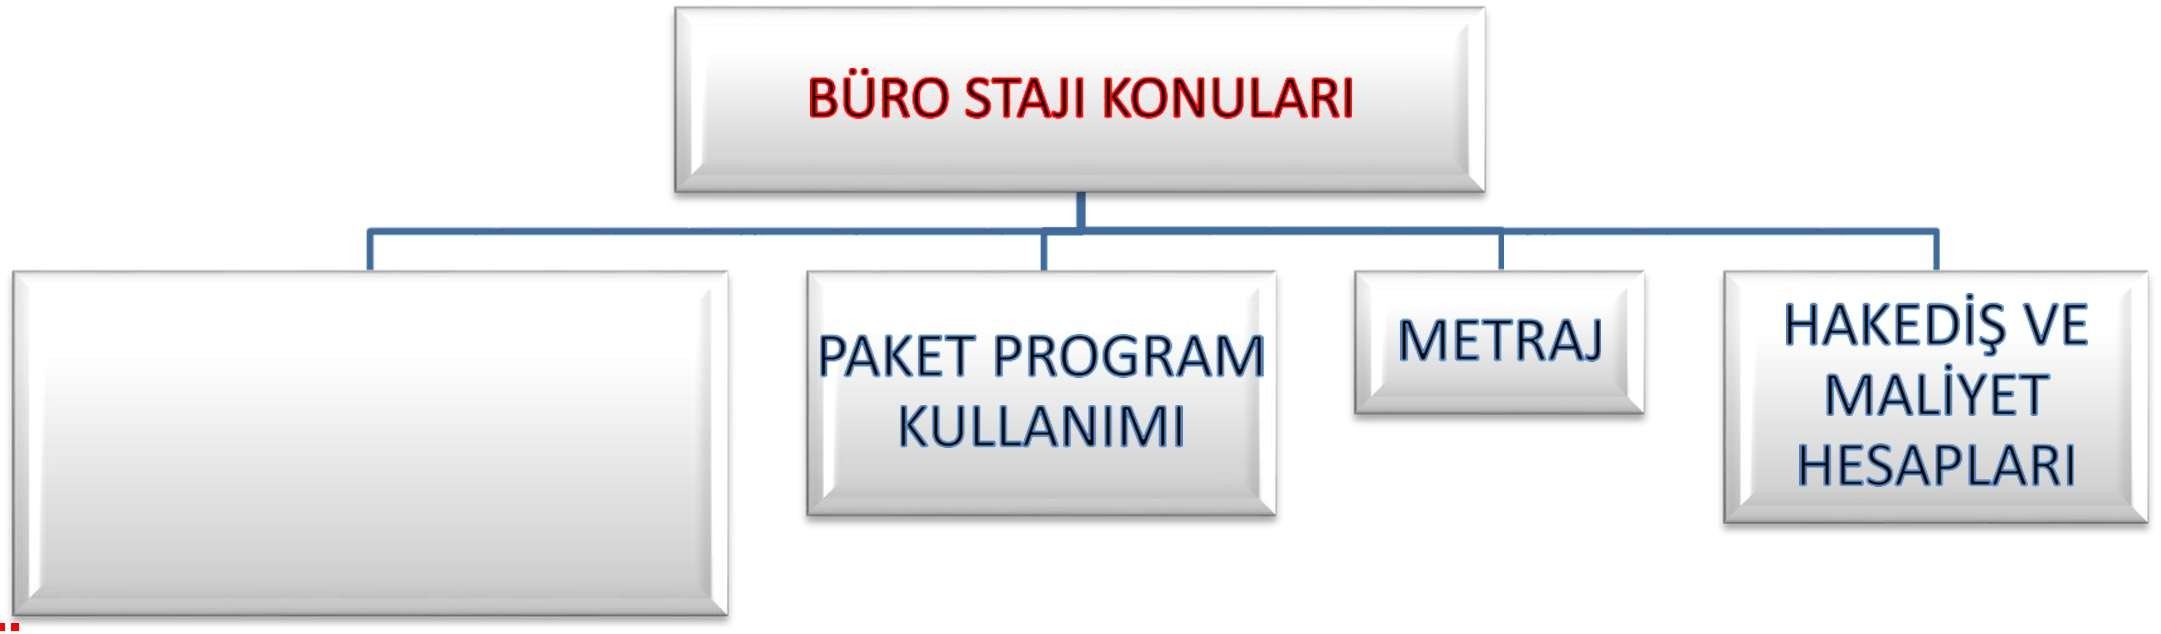 BÜRO STAJI KONULARI
PAKET PROGRAM
KULLANIMI
METRAJ
HAKEDİŞ VE
MALİYET
HESAPLARI